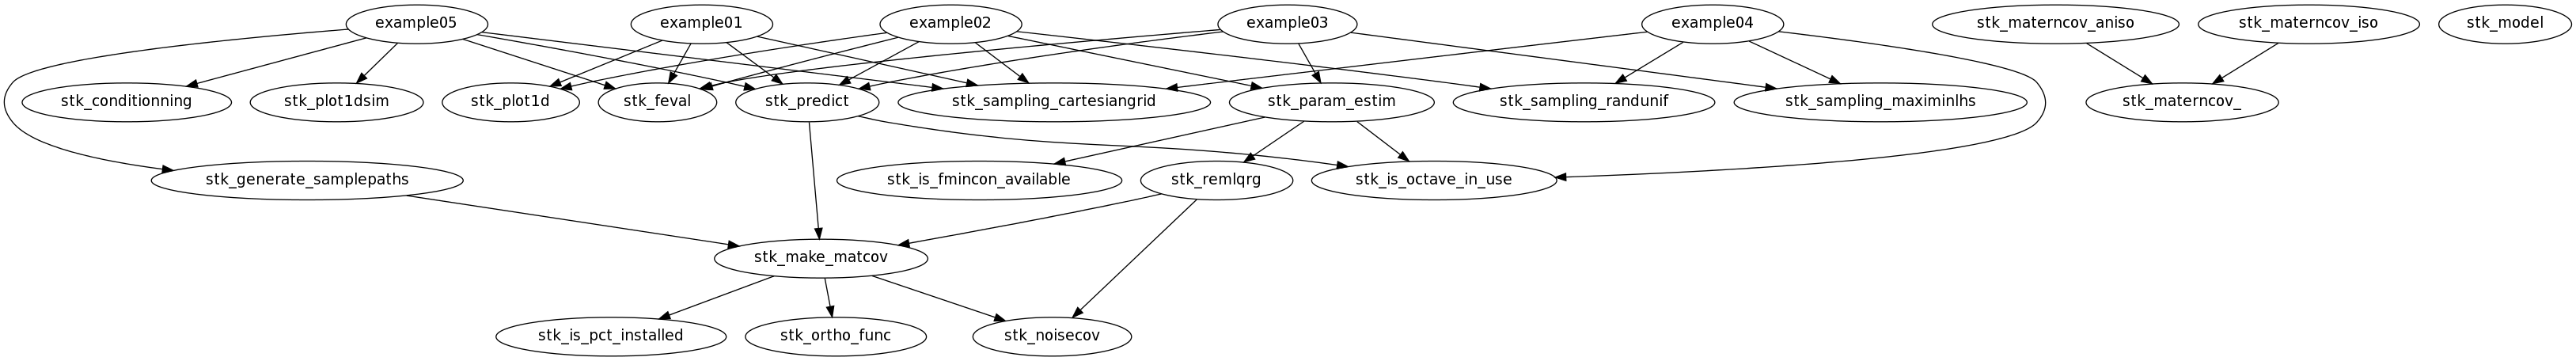 example05
example01
example02
example03
example04
stk_materncov_aniso
stk_materncov_iso
stk_model
stk_conditionning
stk_plot1dsim
stk_plot1d
stk_feval
stk_predict
stk_sampling_cartesiangrid
stk_param_estim
stk_sampling_randunif
stk_sampling_maximinlhs
stk_materncov_
stk_generate_samplepaths
stk_is_fmincon_available
stk_remlqrg
stk_is_octave_in_use
stk_make_matcov
stk_is_pct_installed
stk_ortho_func
stk_noisecov